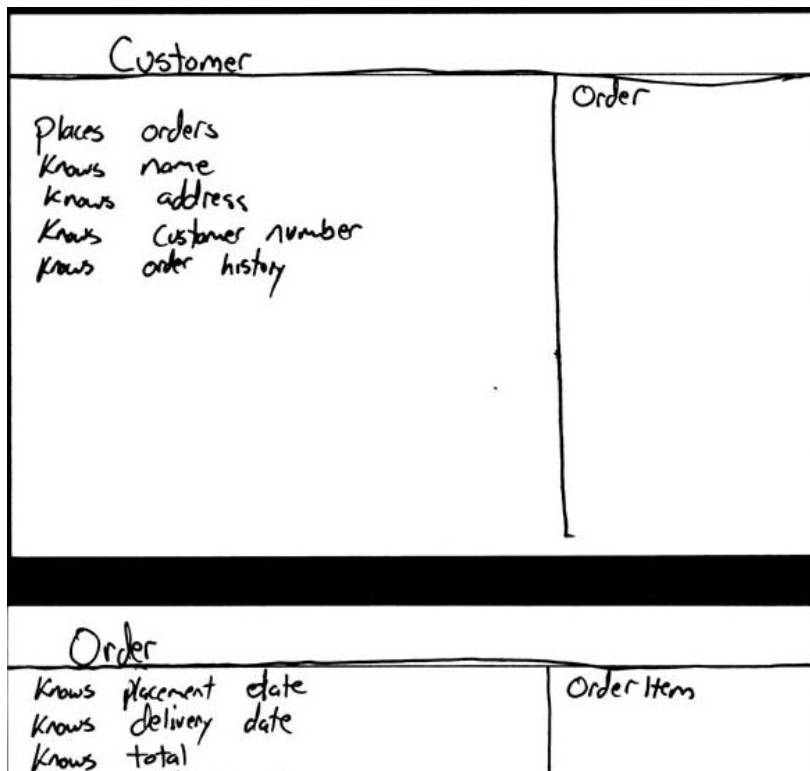 Customer
Order
Places orders
Knows name
Knows address
Knows Customer number
Knows order history
Order
Knows placement date
Order Item
Knows delivery date
Knows total